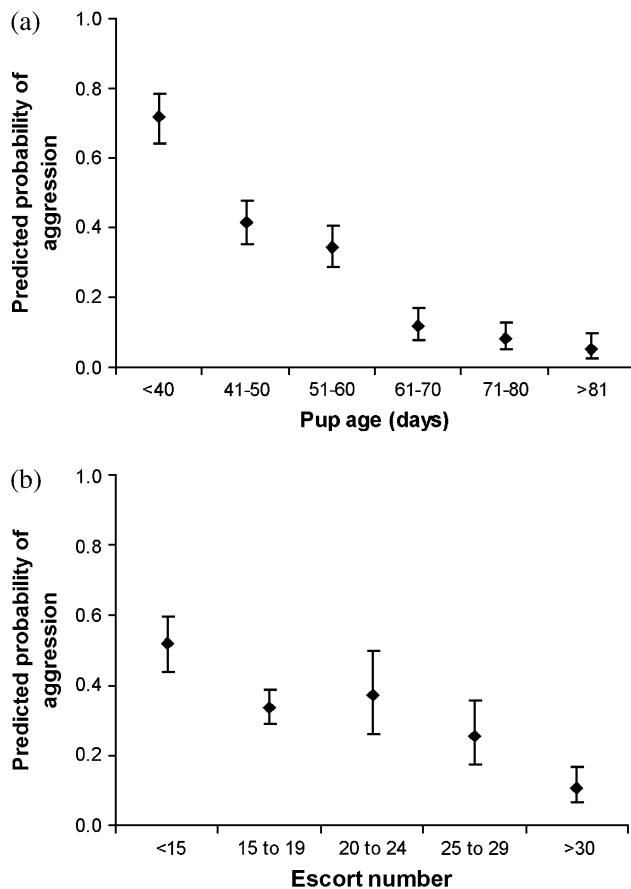 (a)
Predicted probability of
aggression
1.0
0.8
0.6
0.4
0.2
0.0
<40 41-50 51-60 61-70 71-80 >81
Pup age (days)
(b)
Predicted probability of
aggression
1.0
0.8
0.6
0.4
0.2
0.0
<15 15 to 19 20 to 24 25 to 29 >30
Escort number